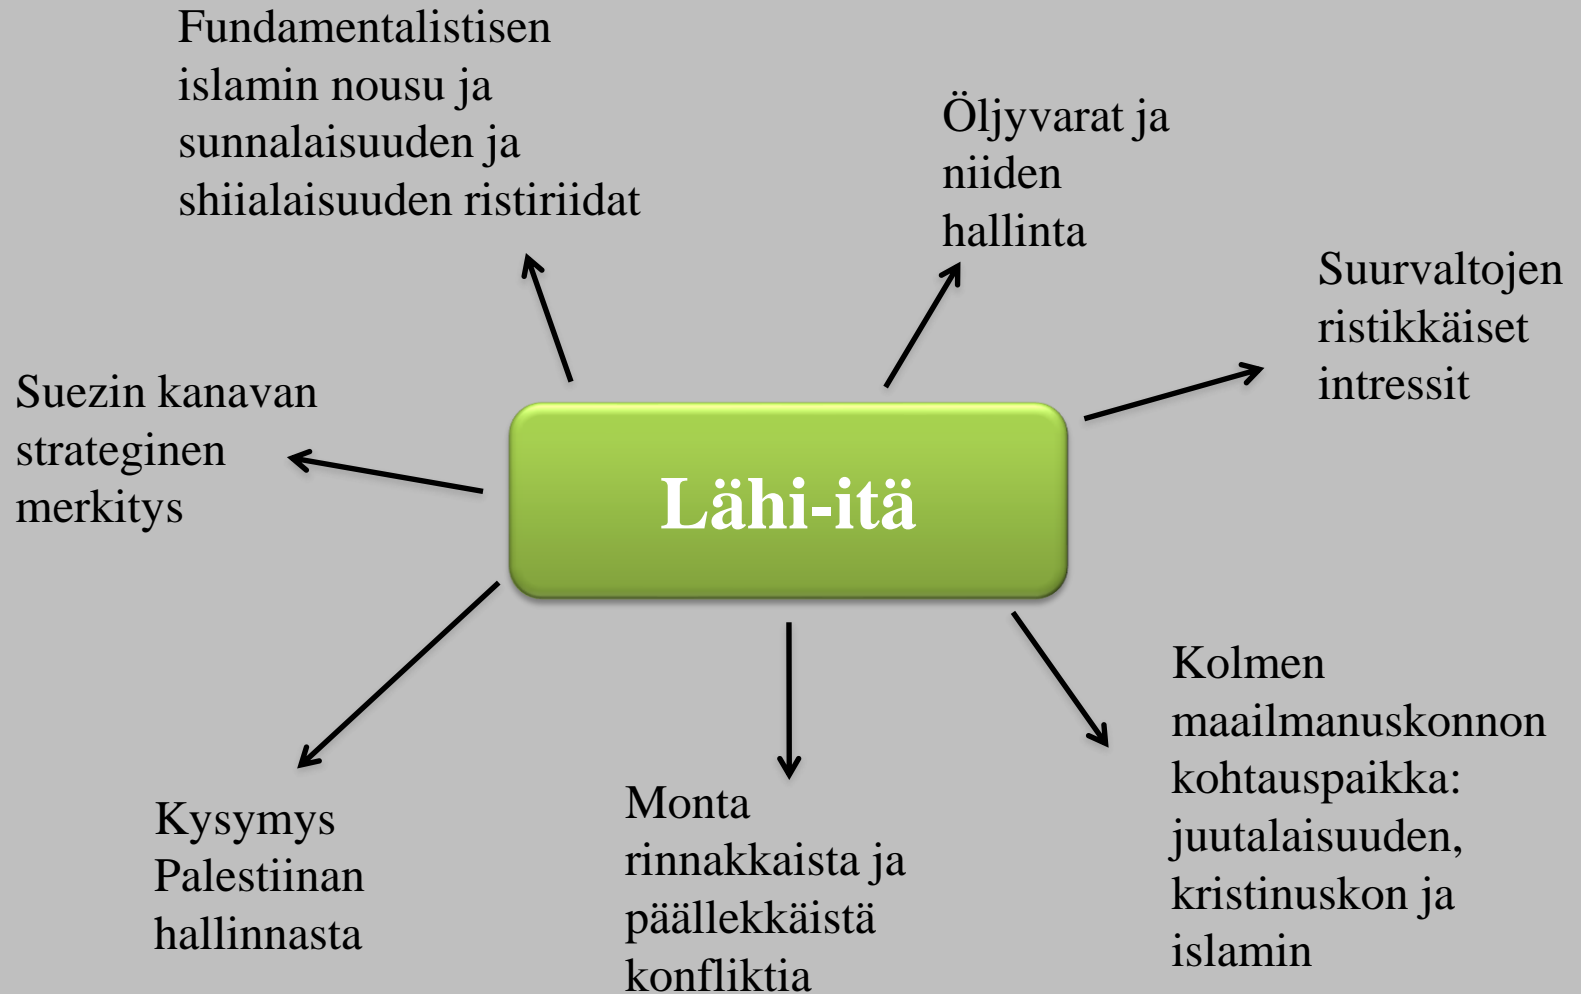 Fundamentalistisen
islamin nousu ja
sunnalaisuuden ja
shiialaisuuden ristiriidat
Öljyvarat ja
niiden
hallinta
Suurvaltojen
ristikkäiset
intressit
Suezin kanavan
strateginen
merkitys
Lähi-itä
Kysymys
Palestiinan
hallinnasta
Monta
rinnakkaista ja
päällekkäistä
konfliktia
Kolmen
maailmanuskonnon
kohtauspaikka:
juutalaisuuden,
kristinuskon ja
islamin